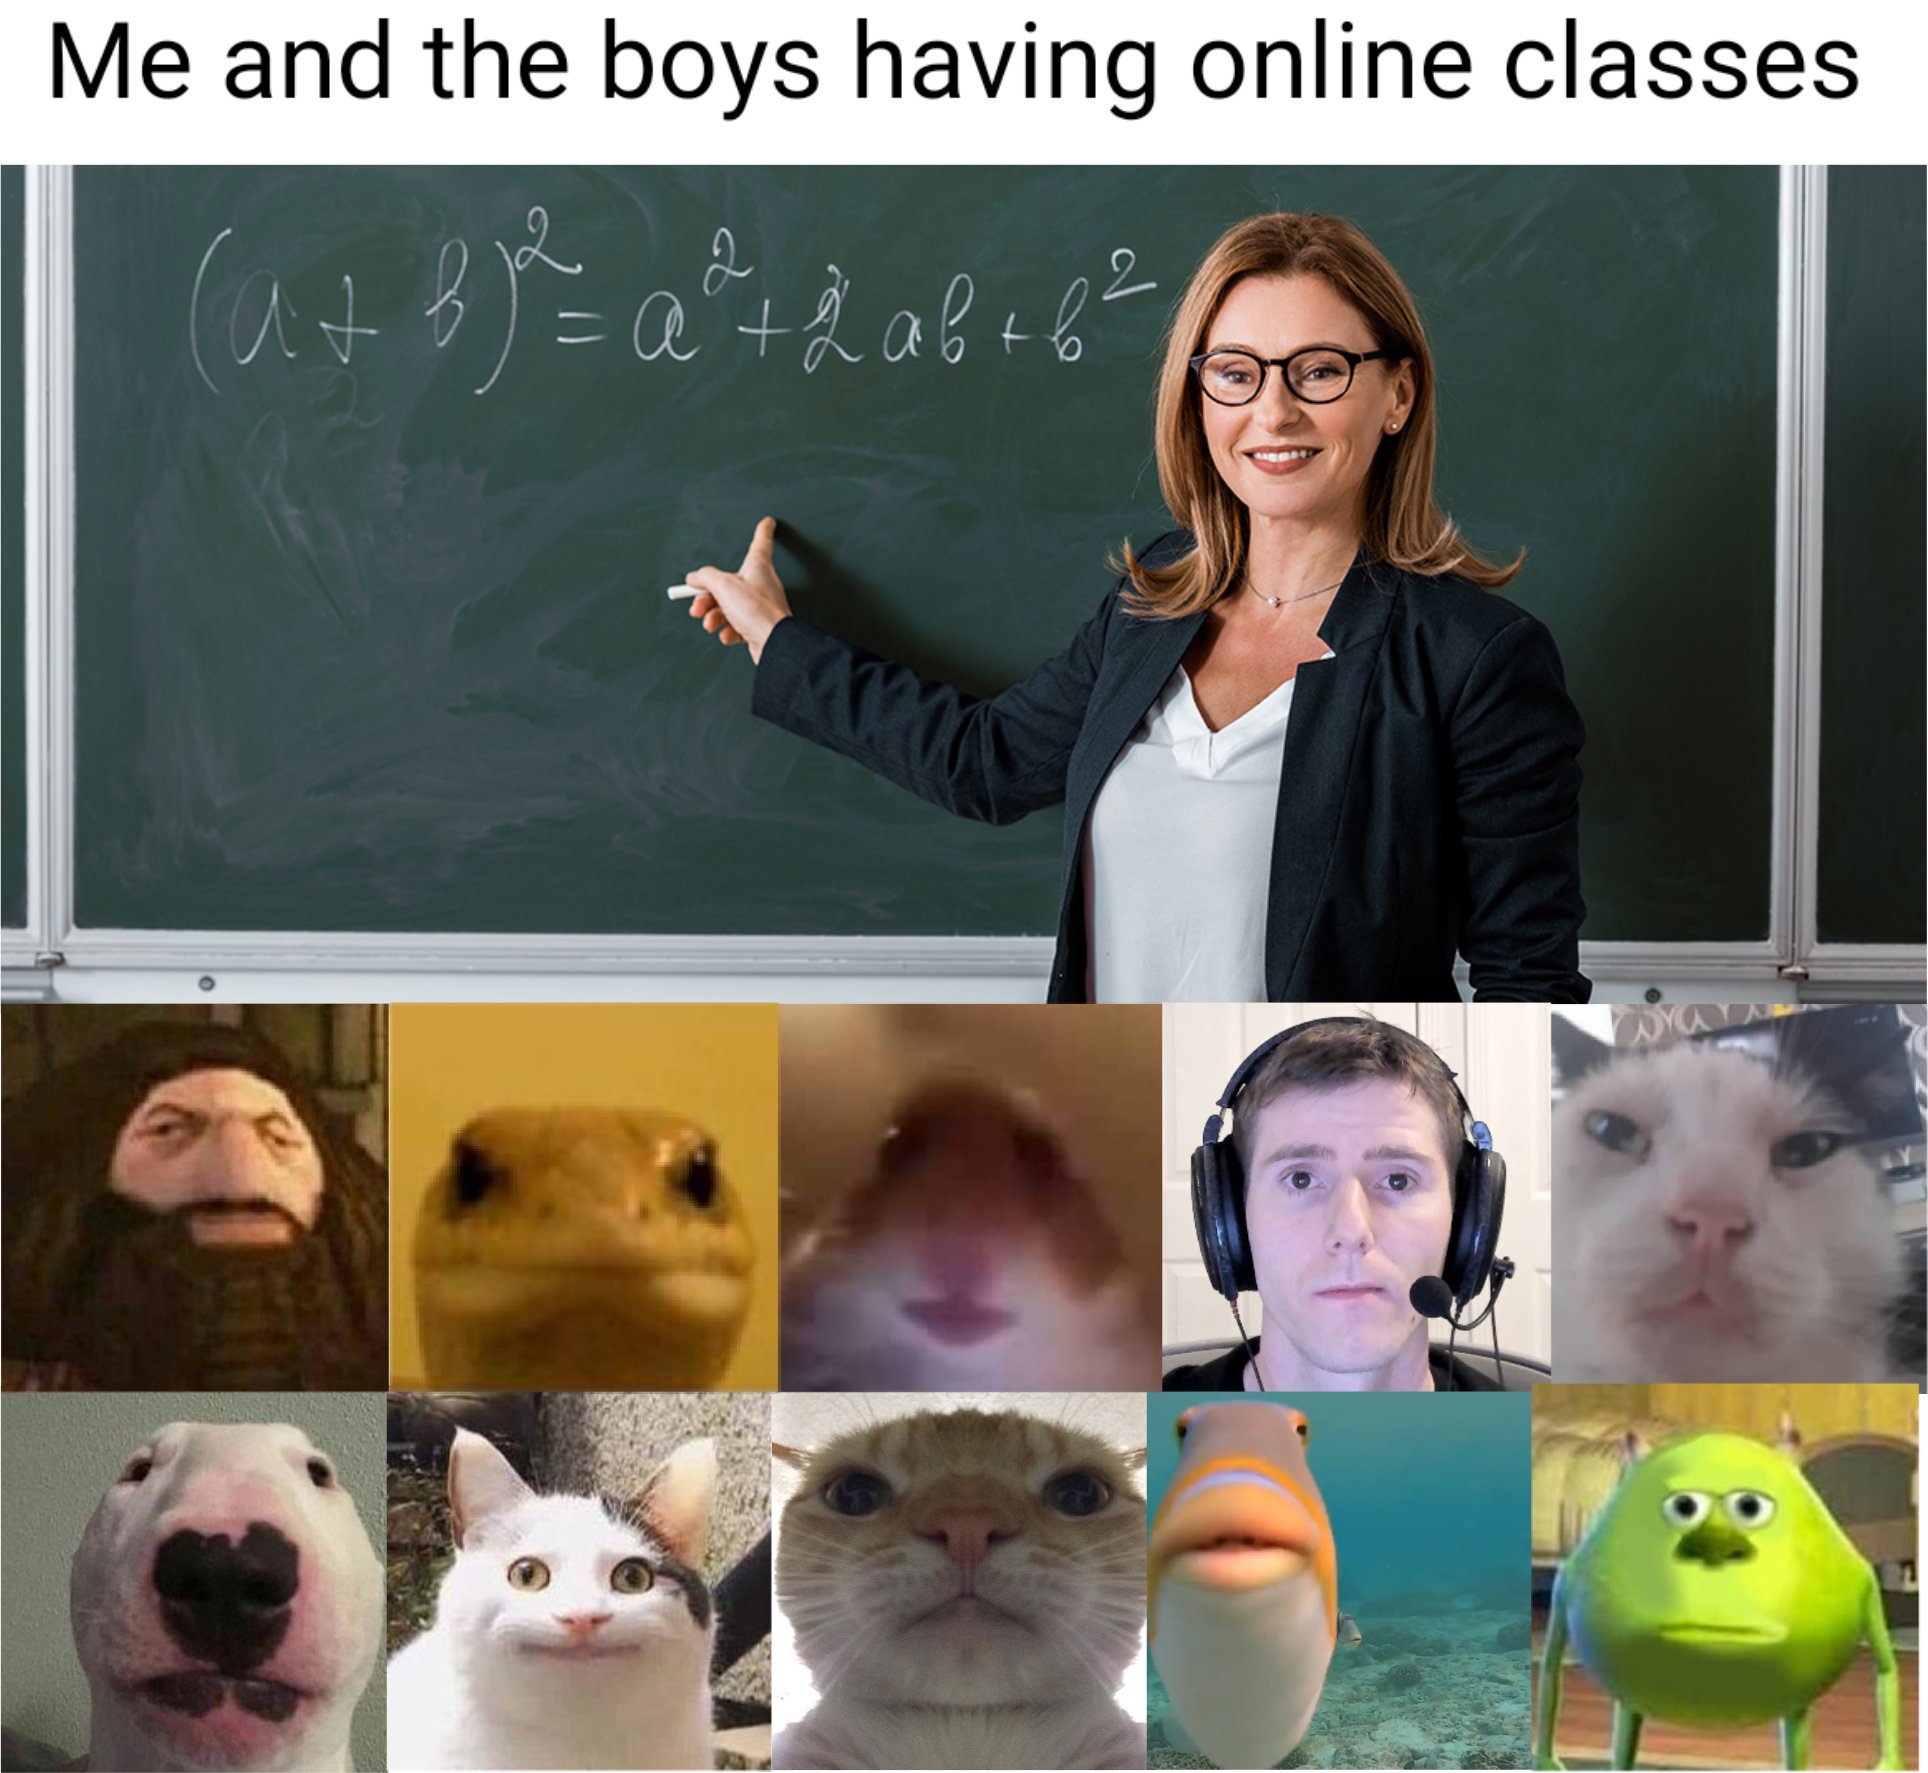 Me and the boys having online classes
(a + b)² = a² + 2ab + b²